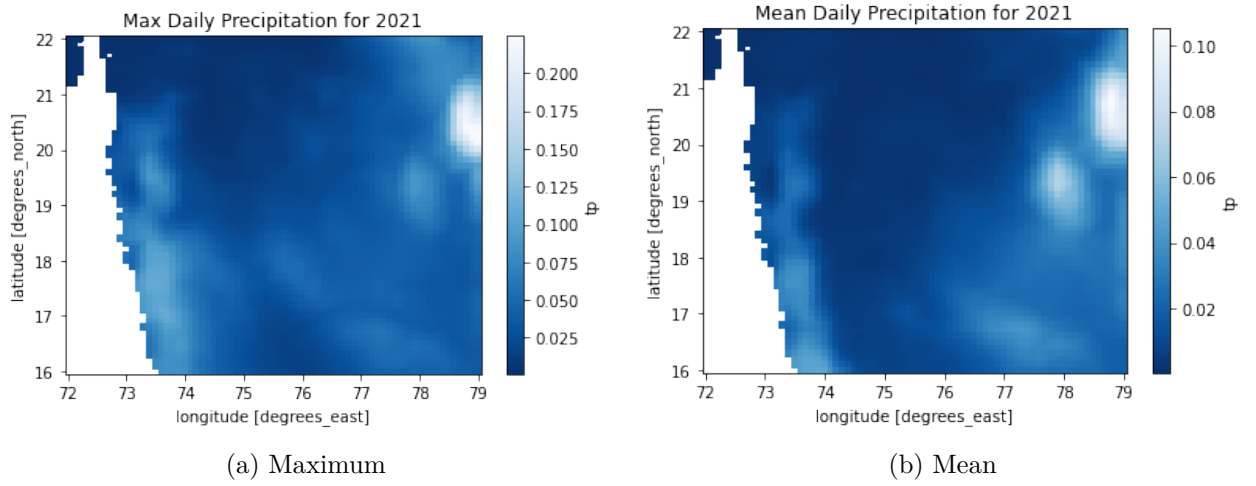 Max Daily Precipitation for 2021
22
21
20
19
18
17
16
latitude [degrees_north]
72 73 74 75 76 77 78 79
longitude [degrees_east]
0.200
0.175
0.150
0.125
0.100
0.075
0.050
0.025
tp
(a) Maximum
Mean Daily Precipitation for 2021
22
21
20
19
18
17
16
latitude [degrees_north]
72 73 74 75 76 77 78 79
longitude [degrees_east]
0.10
0.08
0.06
0.04
0.02
tp
(b) Mean